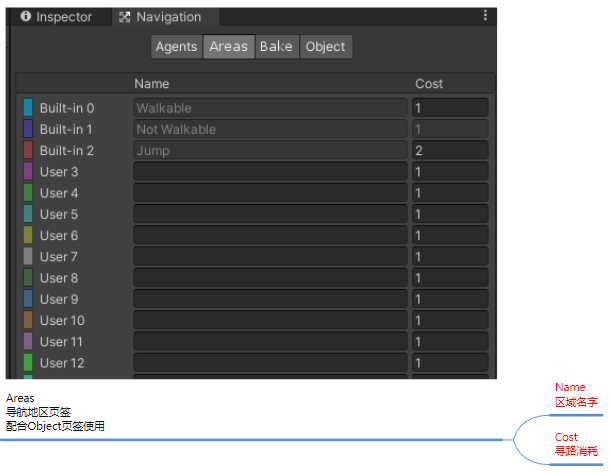 Inspector Navigation
Agents Areas Bake Object
Name Cost
Built-in 0 Walkable 1
Built-in 1 Not Walkable 1
Built-in 2 Jump 2
User 3 1
User 4 1
User 5 1
User 6 1
User 7 1
User 8 1
User 9 1
User 10 1
User 11 1
User 12 1
Areas
导航地区页签
配合Object页签使用
Name
区域名字
Cost
寻路消耗